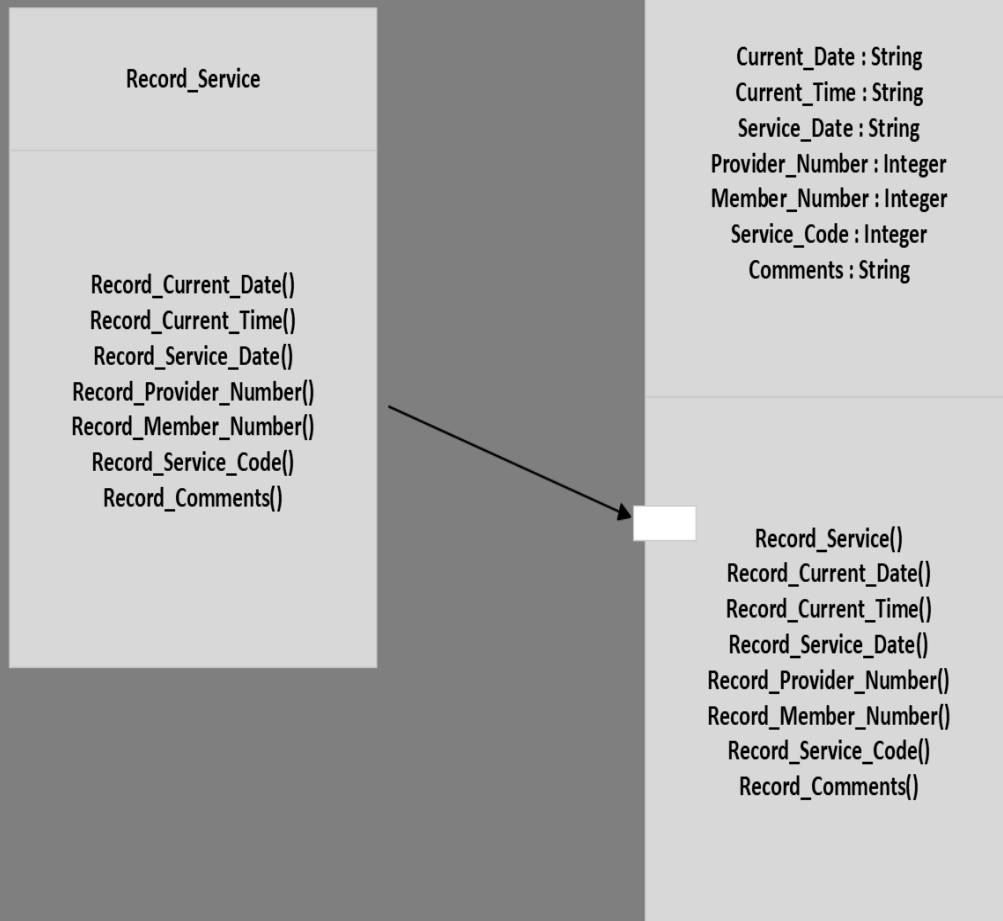 Record_Service
Record_Current_Date()
Record_Current_Time()
Record_Service_Date()
Record_Provider_Number()
Record_Member_Number()
Record_Service_Code()
Record_Comments()
Current_Date : String
Current_Time : String
Service_Date : String
Provider_Number : Integer
Member_Number : Integer
Service_Code : Integer
Comments : String
Record_Service()
Record_Current_Date()
Record_Current_Time()
Record_Service_Date()
Record_Provider_Number()
Record_Member_Number()
Record_Service_Code()
Record_Comments()